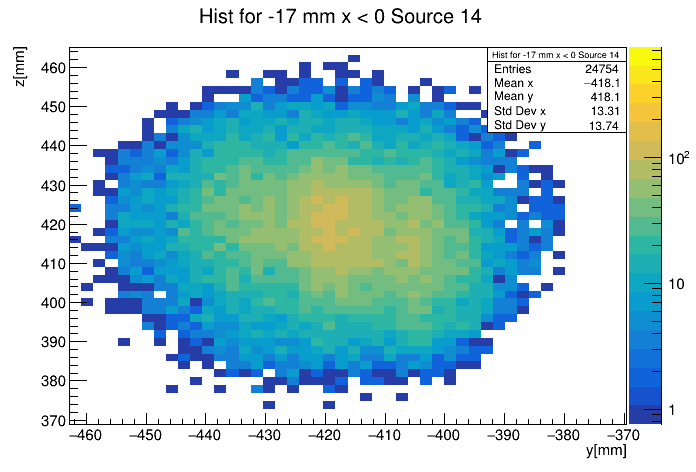 Hist for -17 mm x < 0 Source 14
z[mm]
Hist for -17 mm x < 0 Source 14
Entries 24754
Mean x −418.1
Mean y 418.1
Std Dev x 13.31
Std Dev y 13.74
460
450
440
430
420
410
400
390
380
370
−460 −450 −440 −430 −420 −410 −400 −390 −380 −370
y[mm]
10²
10
1